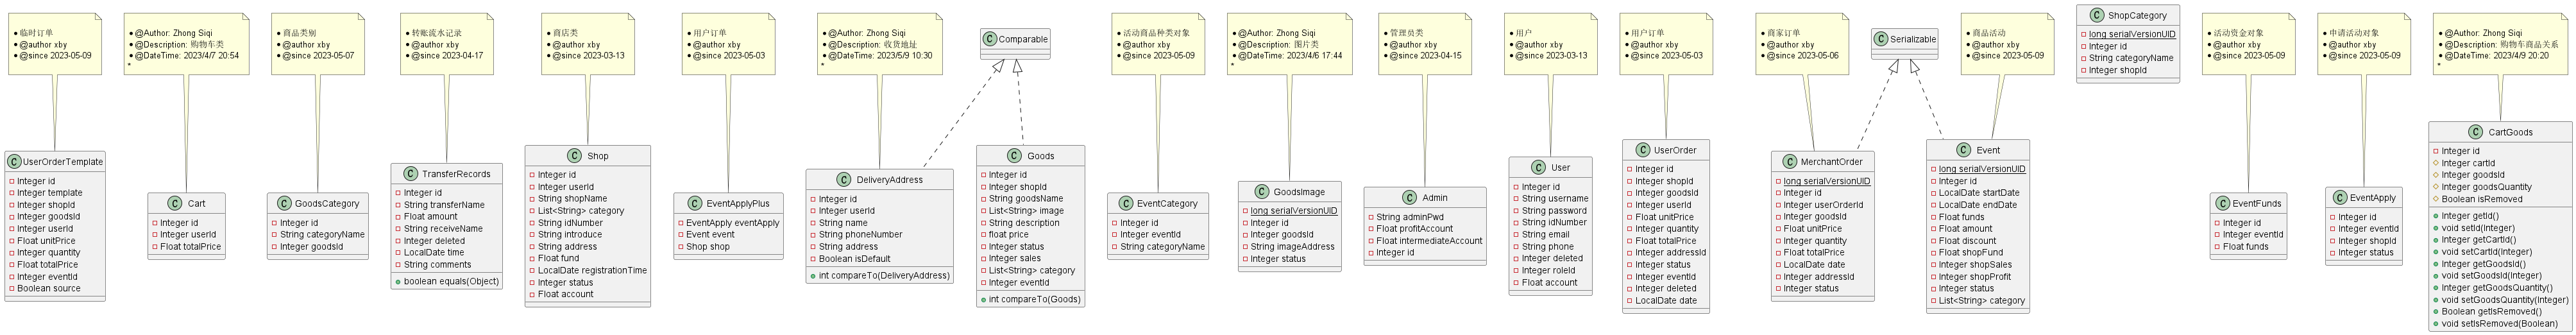 临时订单
@author xby
@since 2023-05-09
UserOrderTemplate
Integer id
Integer template
Integer shopId
Integer goodsId
Integer userId
Float unitPrice
Integer quantity
Float totalPrice
Integer eventId
Boolean source
@Author: Zhong Siqi
@Description: 购物车类
@DateTime: 2023/4/7 20:54
*
Cart
Integer id
Integer userId
Float totalPrice
商品类别
@author xby
@since 2023-05-07
GoodsCategory
Integer id
String categoryName
Integer goodsId
转账流水记录
@author xby
@since 2023-04-17
TransferRecords
Integer id
String transferName
Float amount
String receiveName
Integer deleted
LocalDate time
String comments
boolean equals(Object)
商店类
@author xby
@since 2023-03-13
Shop
Integer id
Integer userId
String shopName
List<String> category
String idNumber
String introduce
String address
Float fund
LocalDate registrationTime
Integer status
Float account
用户订单
@author xby
@since 2023-05-03
EventApplyPlus
EventApply eventApply
Event event
Shop shop
@Author: Zhong Siqi
@Description: 收货地址
@DateTime: 2023/5/9 10:30
*
DeliveryAddress
Integer id
Integer userId
String name
String phoneNumber
String address
Boolean isDefault
int compareTo(DeliveryAddress)
Comparable
Goods
Integer id
Integer shopId
String goodsName
List<String> image
String description
float price
Integer status
Integer sales
List<String> category
Integer eventId
int compareTo(Goods)
活动商品种类对象
@author xby
@since 2023-05-09
EventCategory
Integer id
Integer eventId
String categoryName
@Author: Zhong Siqi
@Description: 图片类
@DateTime: 2023/4/6 17:44
*
GoodsImage
long serialVersionUID
Integer id
Integer goodsId
String imageAddress
Integer status
管理员类
@author xby
@since 2023-04-15
Admin
String adminPwd
Float profitAccount
Float intermediateAccount
Integer id
用户
@author xby
@since 2023-03-13
User
Integer id
String username
String password
String idNumber
String email
String phone
Integer deleted
Integer roleId
Float account
用户订单
@author xby
@since 2023-05-03
UserOrder
Integer id
Integer shopId
Integer goodsId
Integer userId
Float unitPrice
Integer quantity
Float totalPrice
Integer addressId
Integer status
Integer eventId
Integer deleted
LocalDate date
商家订单
@author xby
@since 2023-05-06
MerchantOrder
long serialVersionUID
Integer id
Integer userOrderId
Integer goodsId
Float unitPrice
Integer quantity
Float totalPrice
LocalDate date
Integer addressId
Integer status
Serializable
商品活动
@author xby
@since 2023-05-09
Event
long serialVersionUID
Integer id
LocalDate startDate
LocalDate endDate
Float funds
Float amount
Float discount
Float shopFund
Integer shopSales
Integer shopProfit
Integer status
List<String> category
ShopCategory
long serialVersionUID
Integer id
String categoryName
Integer shopId
活动资金对象
@author xby
@since 2023-05-09
EventFunds
Integer id
Integer eventId
Float funds
申请活动对象
@author xby
@since 2023-05-09
EventApply
Integer id
Integer eventId
Integer shopId
Integer status
@Author: Zhong Siqi
@Description: 购物车商品关系
@DateTime: 2023/4/9 20:20
*
CartGoods
Integer id
Integer cartId
Integer goodsId
Integer goodsQuantity
Boolean isRemoved
Integer getId()
void setId(Integer)
Integer getCartId()
void setCartId(Integer)
Integer getGoodsId()
void setGoodsId(Integer)
Integer getGoodsQuantity()
void setGoodsQuantity(Integer)
Boolean getIsRemoved()
void setIsRemoved(Boolean)